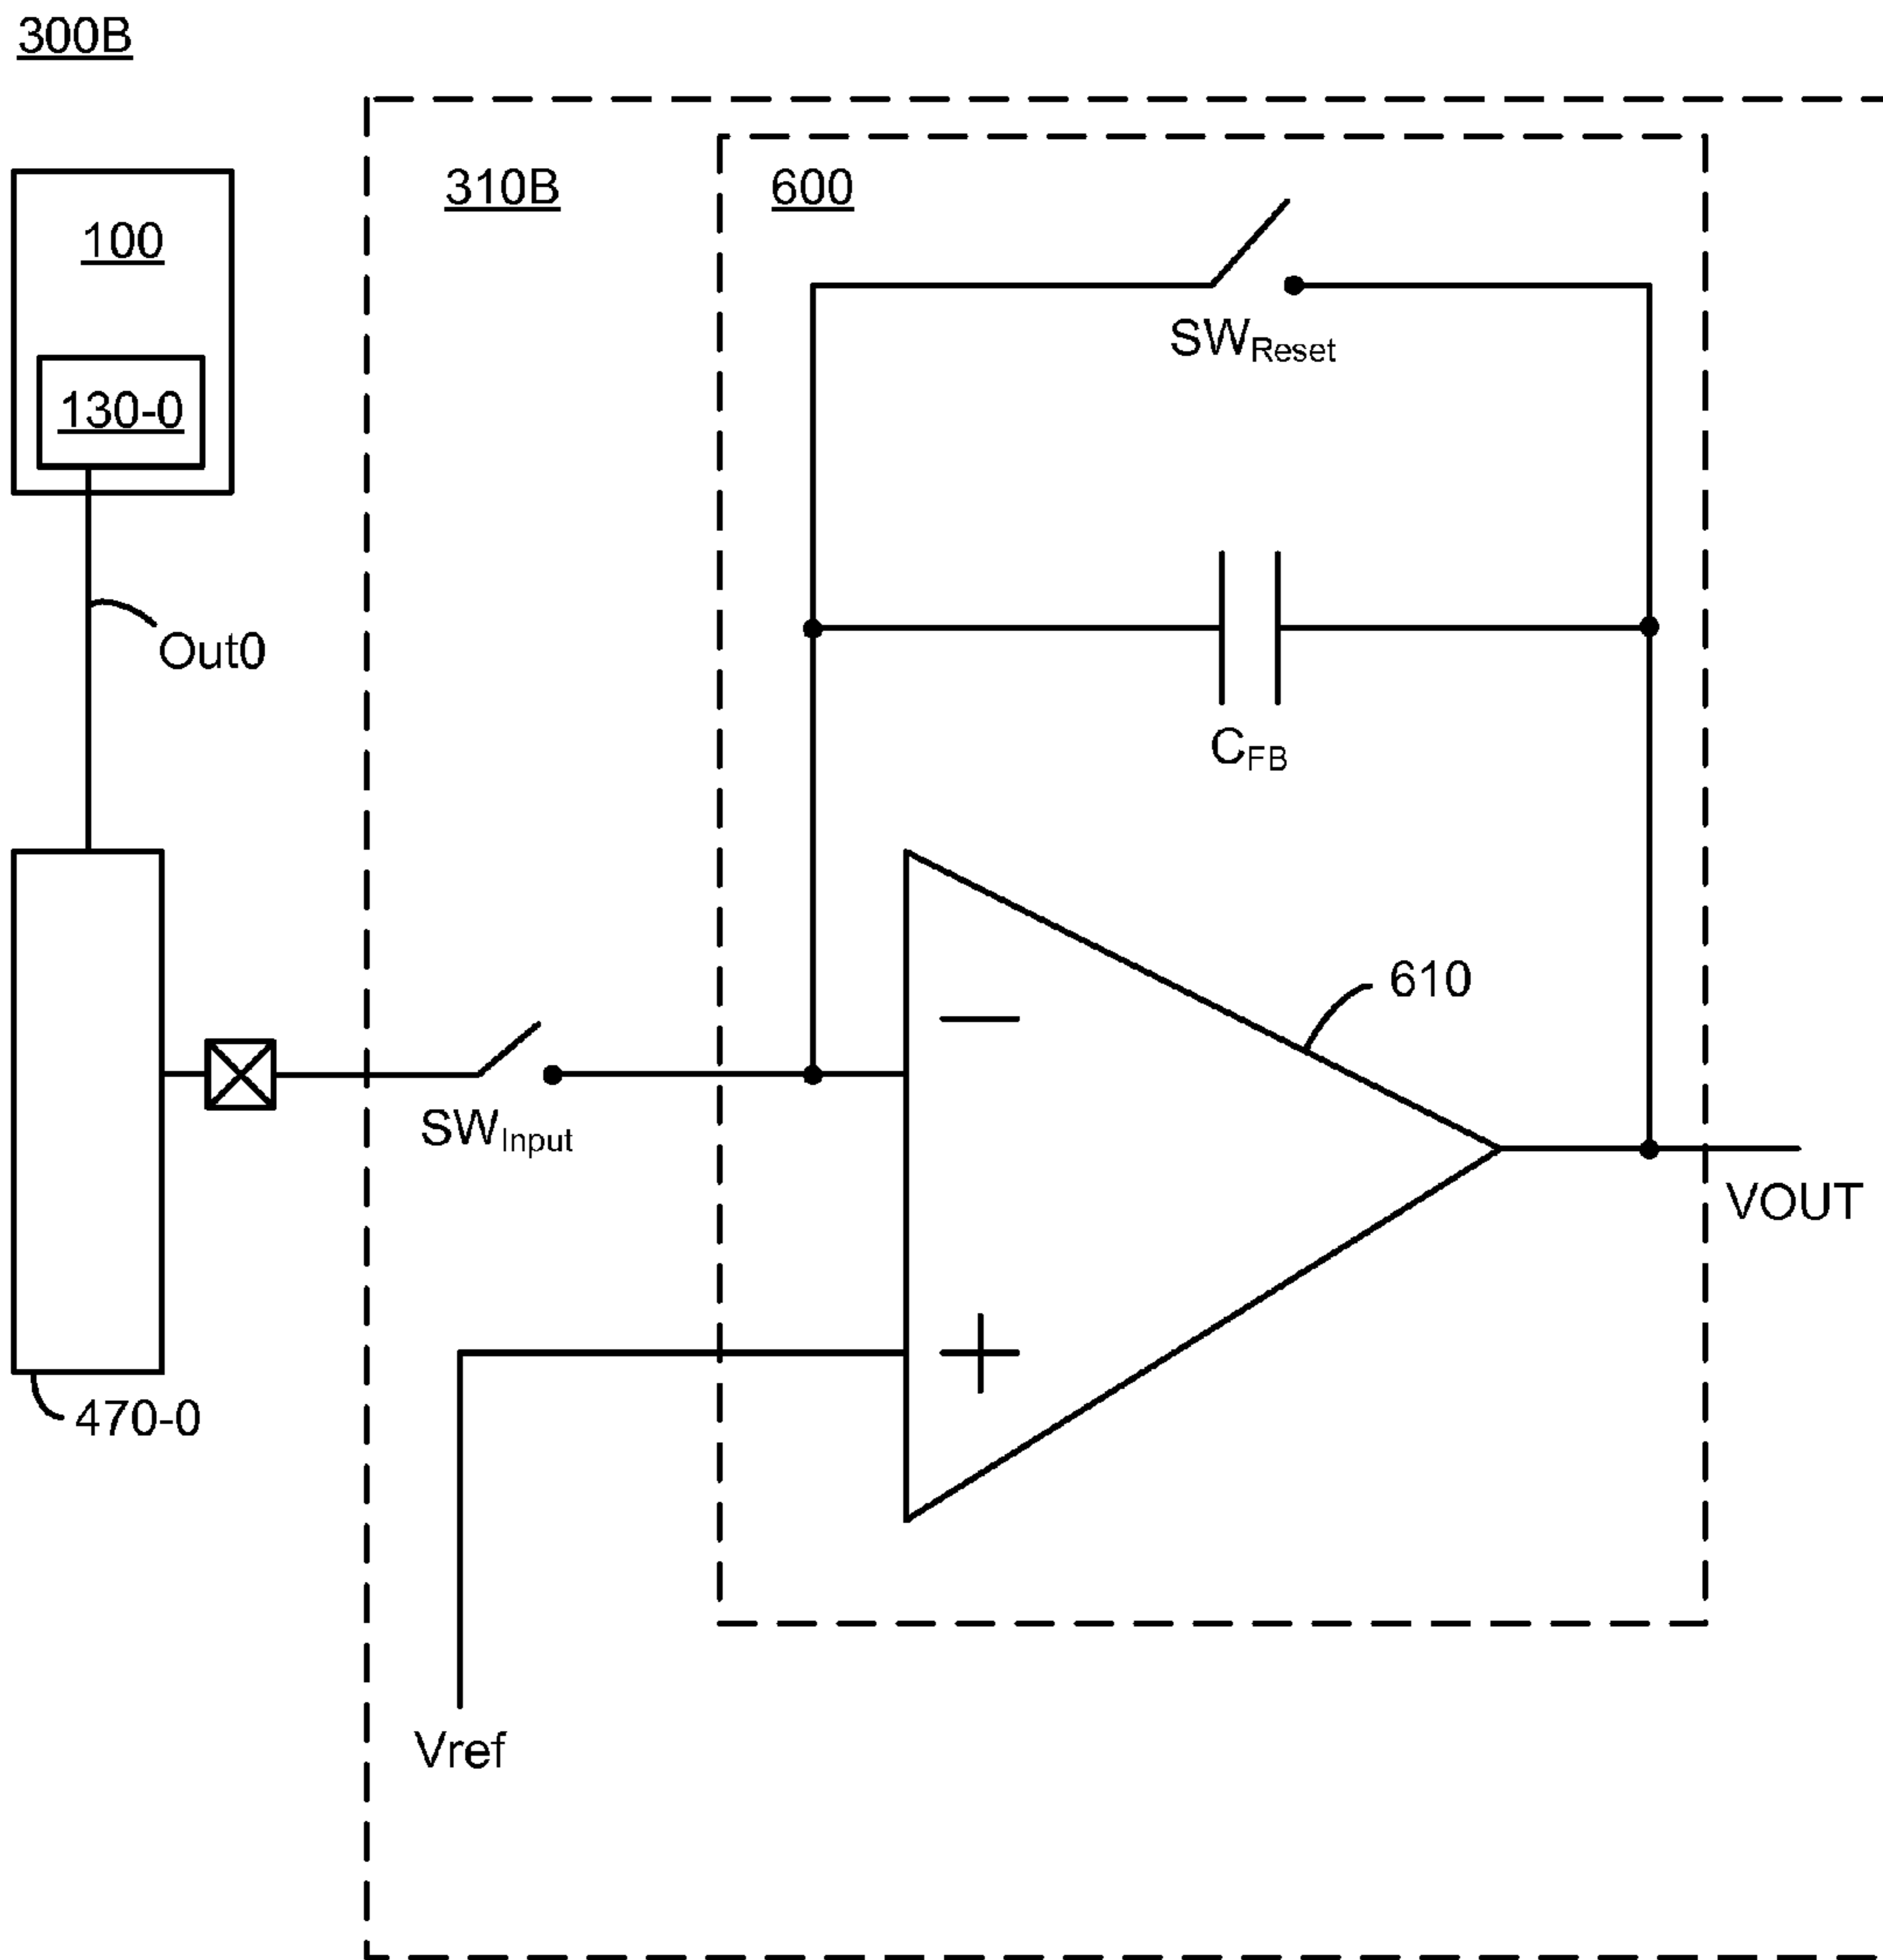 300B
310B
600
100
SWReset
130-0
Out0
CFB
610
SWInput
VOUT
470-0
Vref